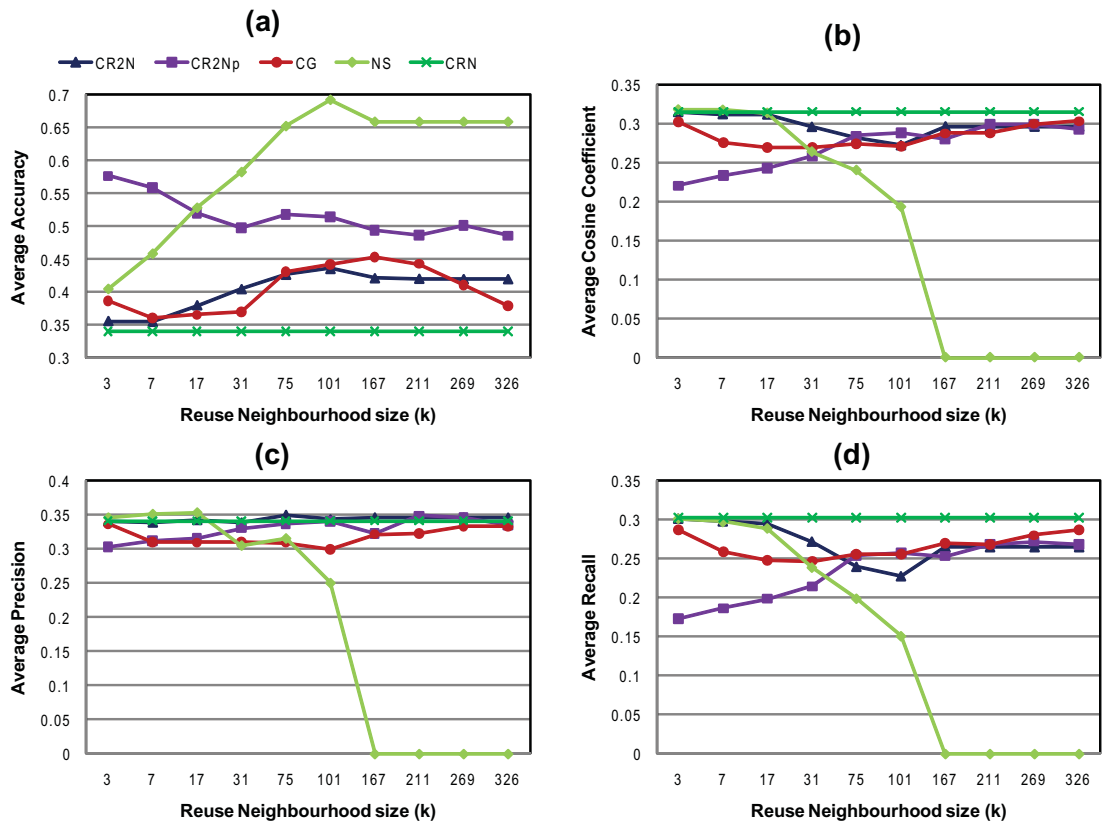 (a)
CR2N CR2Np CG NS CRN
0.7
0.65
0.6
0.55
0.5
0.45
0.4
0.35
0.3
Average Accuracy
3 7 17 31 75 101 167 211 269 326
Reuse Neighbourhood size (k)
(b)
0.35
0.3
0.25
0.2
0.15
0.1
0.05
0
Average Cosine Coefficient
3 7 17 31 75 101 167 211 269 326
Reuse Neighbourhood size (k)
(c)
0.4
0.35
0.3
0.25
0.2
0.15
0.1
0.05
0
Average Precision
3 7 17 31 75 101 167 211 269 326
Reuse Neighbourhood size (k)
(d)
0.35
0.3
0.25
0.2
0.15
0.1
0.05
0
Average Recall
3 7 17 31 75 101 167 211 269 326
Reuse Neighbourhood size (k)